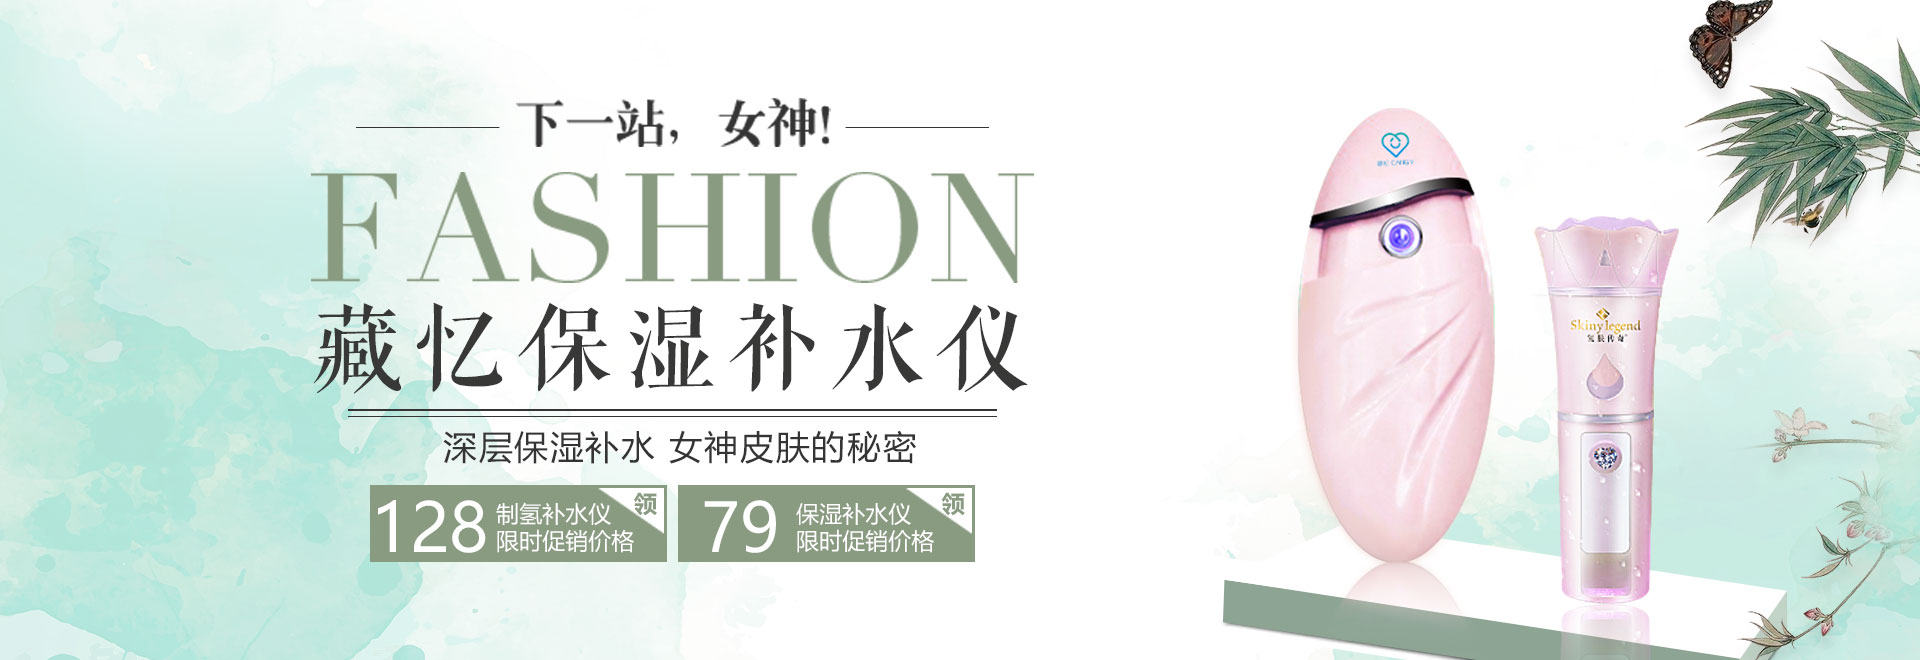 下一站，女神!
FASHION
藏忆保湿补水仪
深层保湿补水 女神皮肤的秘密
128 制氢补水仪 领
限时促销价格
79 保湿补水仪 领
限时促销价格
Skiny legend